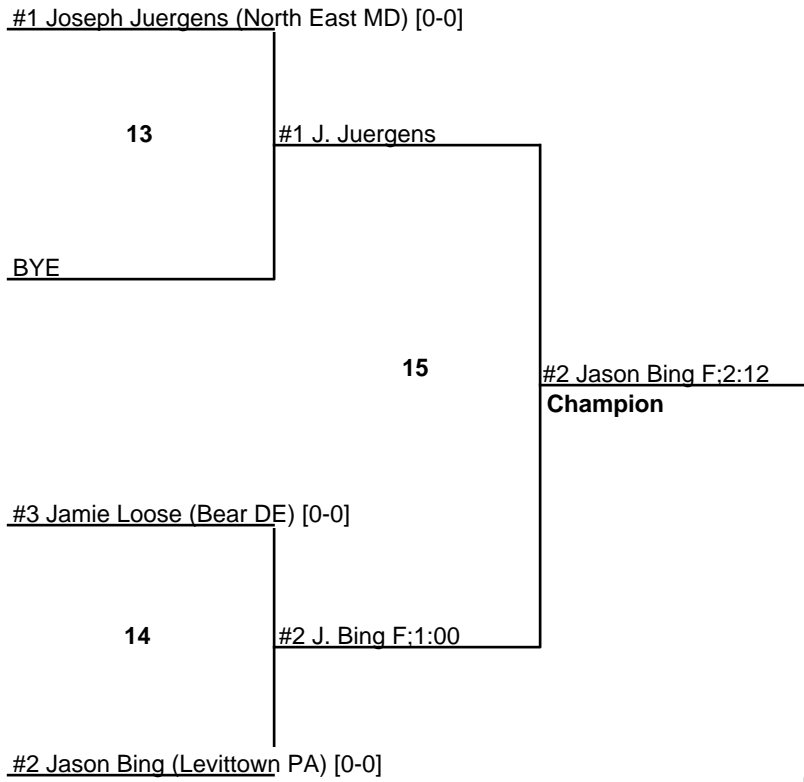 #1 Joseph Juergens (North East MD) [0-0]
13
#1 J. Juergens
BYE
15
#2 Jason Bing F;2:12
Champion
#3 Jamie Loose (Bear DE) [0-0]
14
#2 J. Bing F;1:00
#2 Jason Bing (Levittown PA) [0-0]